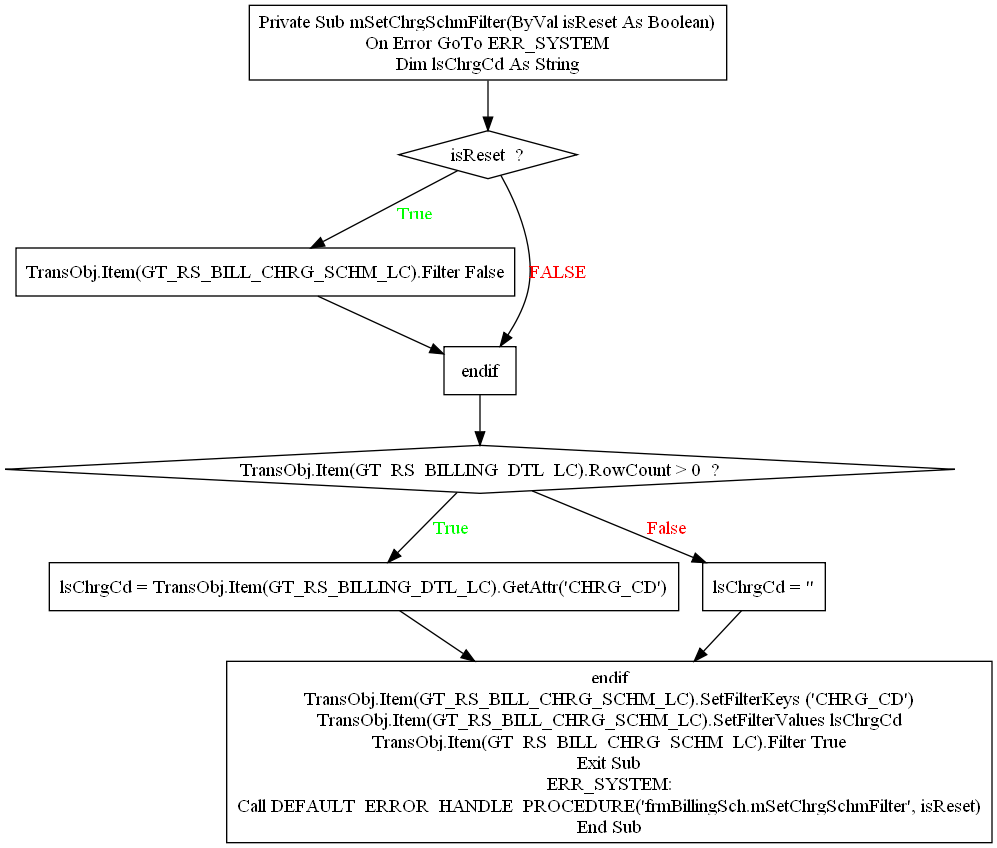 Private Sub mSetChrgSchmFilter(ByVal isReset As Boolean)
On Error GoTo ERR_SYSTEM
Dim lsChrgCd As String
isReset  ?
True
TransObj.Item(GT_RS_BILL_CHRG_SCHM_LC).Filter False
FALSE
endif
TransObj.Item(GT_RS_BILLING_DTL_LC).RowCount > 0  ?
True
False
lsChrgCd = TransObj.Item(GT_RS_BILLING_DTL_LC).GetAttr('CHRG_CD')
lsChrgCd = ''
endif
TransObj.Item(GT_RS_BILL_CHRG_SCHM_LC).SetFilterKeys ('CHRG_CD')
TransObj.Item(GT_RS_BILL_CHRG_SCHM_LC).SetFilterValues lsChrgCd
TransObj.Item(GT_RS_BILL_CHRG_SCHM_LC).Filter True
Exit Sub
ERR_SYSTEM:
Call DEFAULT_ERROR_HANDLE_PROCEDURE('frmBillingSch.mSetChrgSchmFilter', isReset)
End Sub